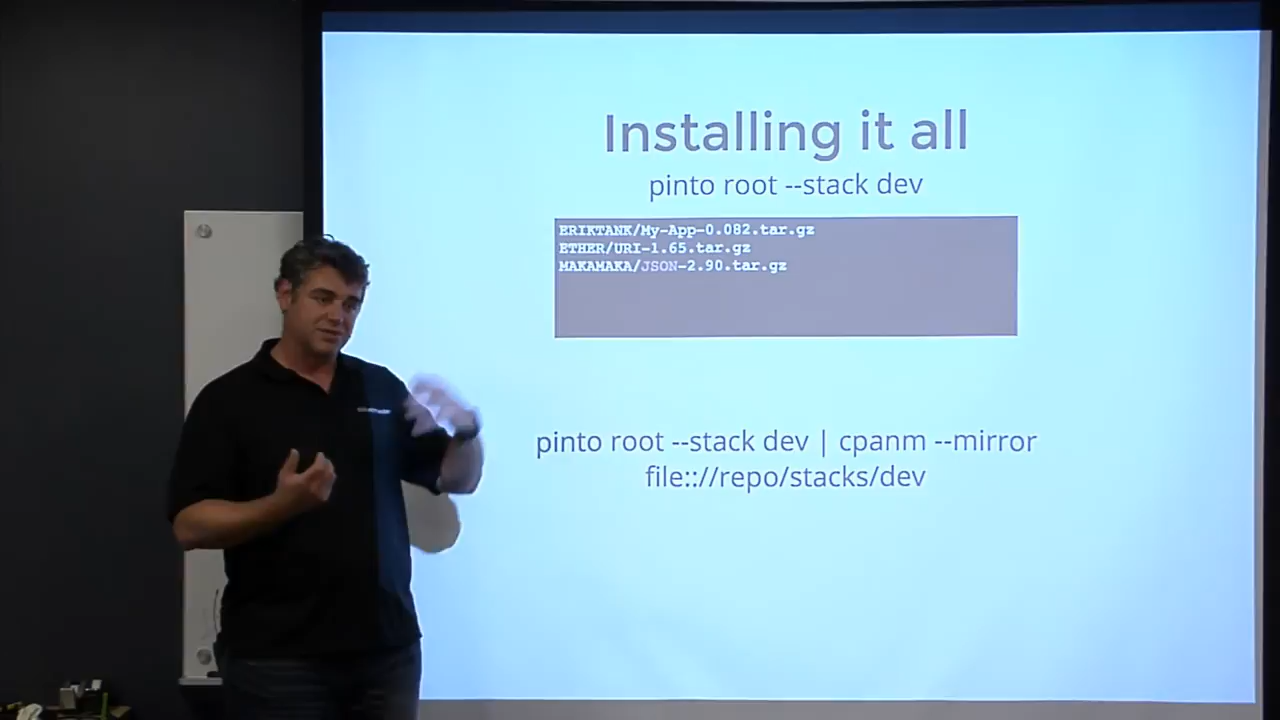 Installing it all
pinto root --stack dev
ERIKTANK/My-App-0.082.tar.gz
ETHER/URI-1.65.tar.gz
MAKAMAKA/JSON-2.90.tar.gz
pinto root --stack dev | cpanm --mirror
file:://repo/stacks/dev